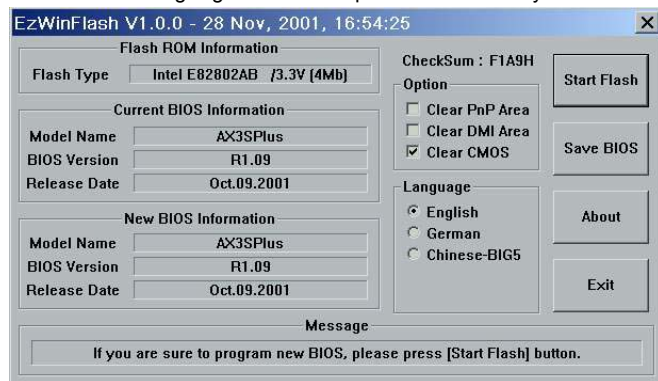 EzWinFlash V1.0.0 - 28 Nov, 2001, 16:54:25
Flash ROM Information
Flash Type Intel E82802AB /3.3V (4Mb)
Current BIOS Information
Model Name AX3SPlus
BIOS Version R1.09
Release Date Oct.09.2001
New BIOS Information
Model Name AX3SPlus
BIOS Version R1.09
Release Date Oct.09.2001
CheckSum : F1A9H
Option
Clear PnP Area
Clear DMI Area
Clear CMOS
Language
English
German
Chinese-BIG5
Start Flash
Save BIOS
About
Exit
Message
If you are sure to program new BIOS, please press [Start Flash] button.